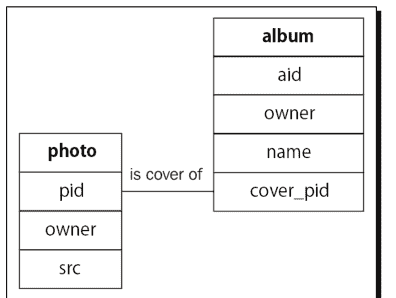 album
aid
owner
name
cover_pid
is cover of
photo
pid
owner
src